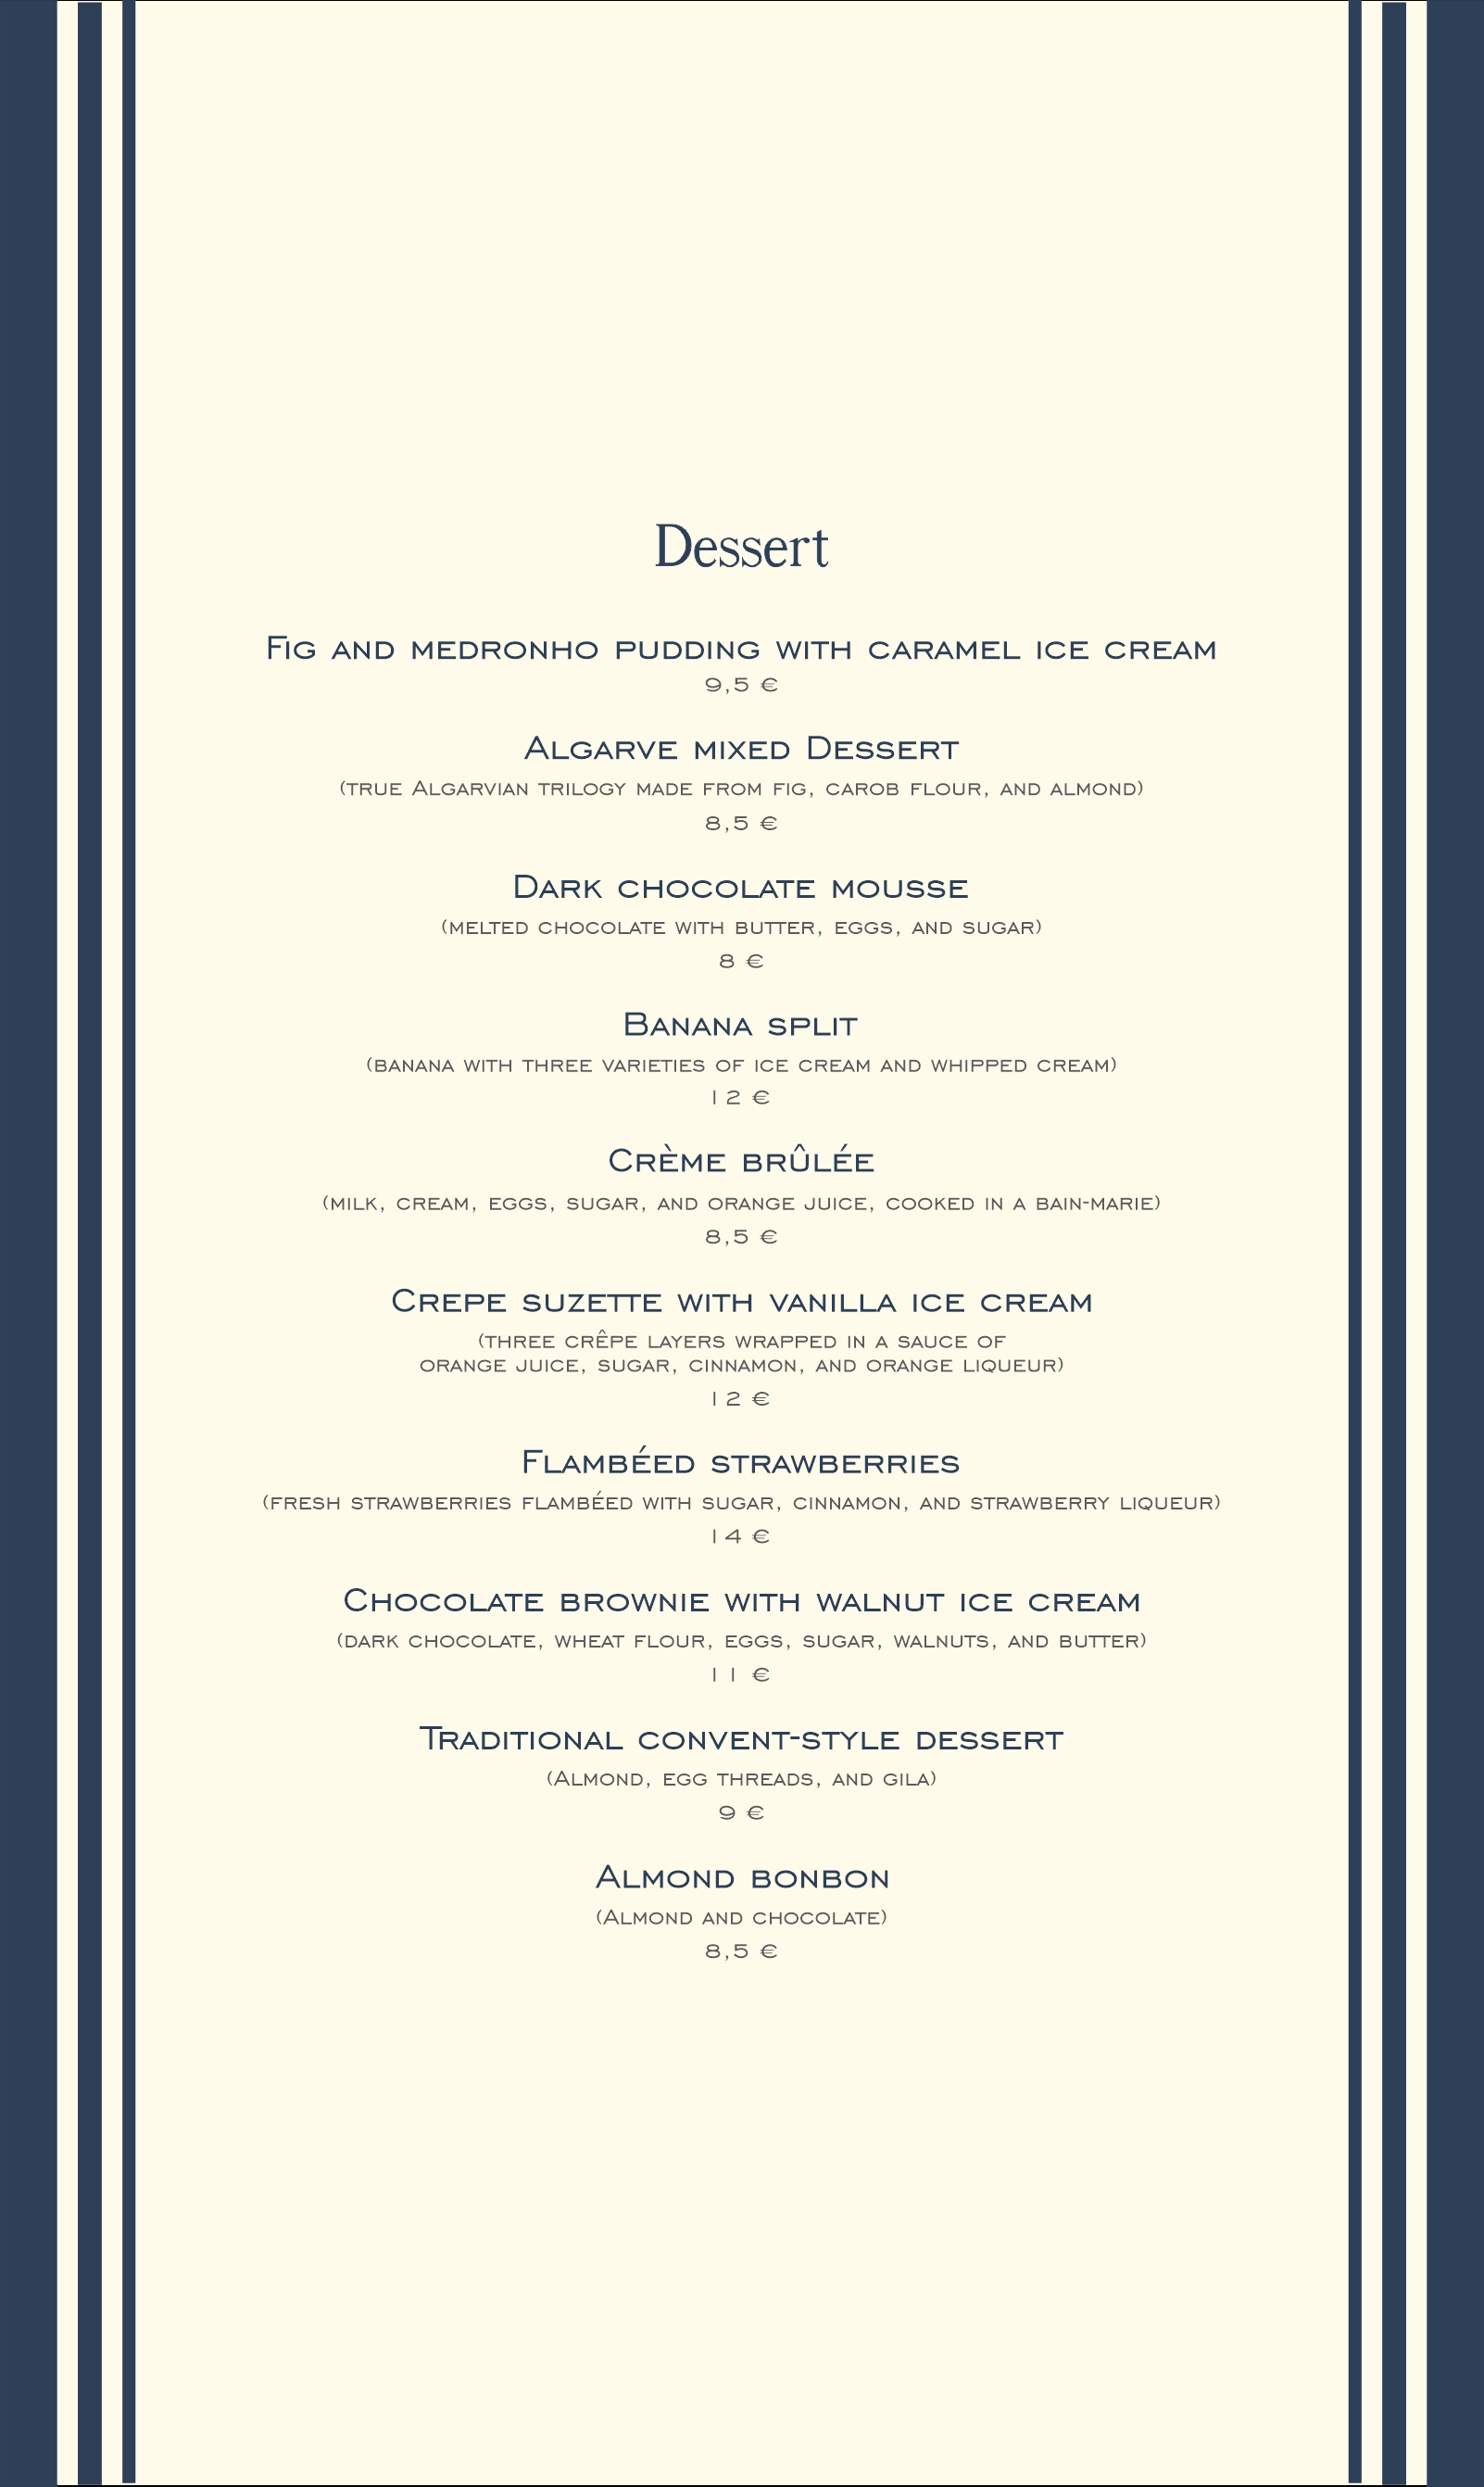 Dessert
Fig and medronho pudding with caramel ice cream
9,5 €
Algarve mixed Dessert
(true Algarvian trilogy made from fig, carob flour, and almond)
8,5 €
Dark chocolate mousse
(melted chocolate with butter, eggs, and sugar)
8 €
Banana split
(banana with three varieties of ice cream and whipped cream)
12 €
Crème brûlée
(milk, cream, eggs, sugar, and orange juice, cooked in a bain-marie)
8,5 €
Crepe suzette with vanilla ice cream
(three crêpe layers wrapped in a sauce of
orange juice, sugar, cinnamon, and orange liqueur)
12 €
Flambéed strawberries
(fresh strawberries flambéed with sugar, cinnamon, and strawberry liqueur)
14 €
Chocolate brownie with walnut ice cream
(dark chocolate, wheat flour, eggs, sugar, walnuts, and butter)
11 €
Traditional convent-style dessert
(Almond, egg threads, and gila)
9 €
Almond bonbon
(Almond and chocolate)
8,5 €